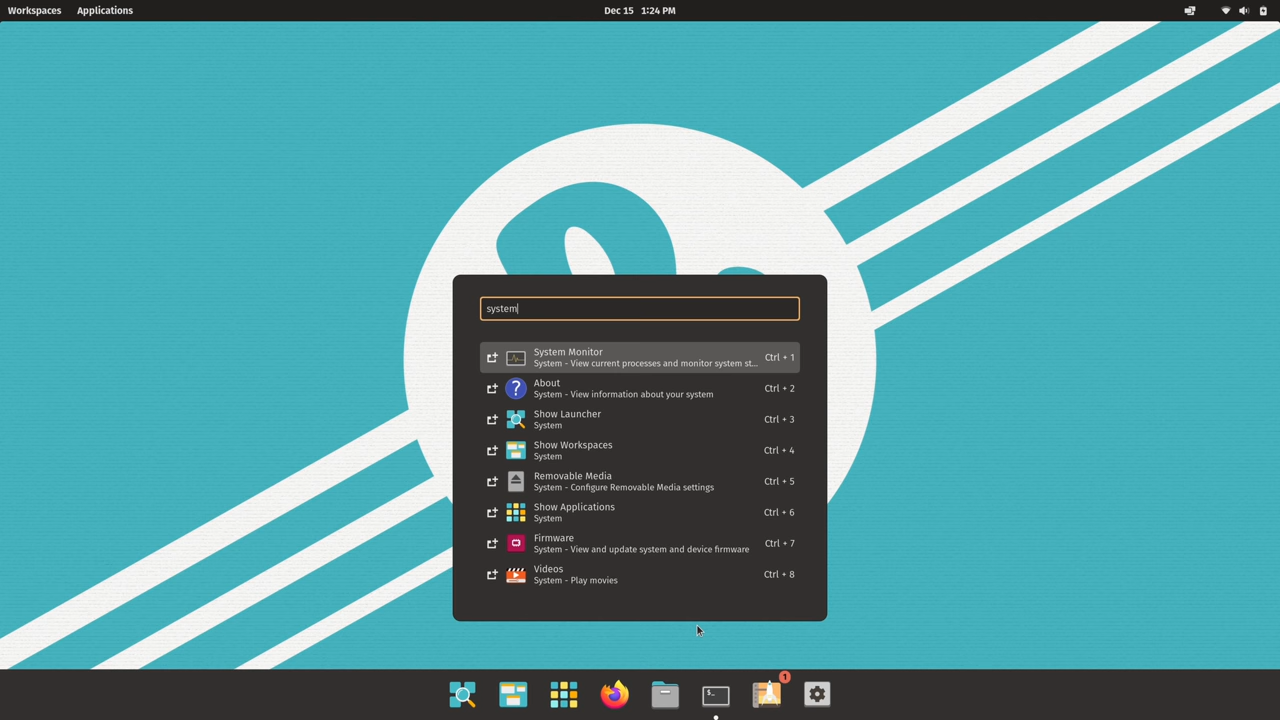 Workspaces Applications Dec 15 1:24 PM
system
System Monitor
System - View current processes and monitor system st... Ctrl + 1
About
System - View information about your system Ctrl + 2
Show Launcher
System Ctrl + 3
Show Workspaces
System Ctrl + 4
Removable Media
System - Configure Removable Media settings Ctrl + 5
Show Applications
System Ctrl + 6
Firmware
System - View and update system and device firmware Ctrl + 7
Videos
System - Play movies Ctrl + 8
1
$_